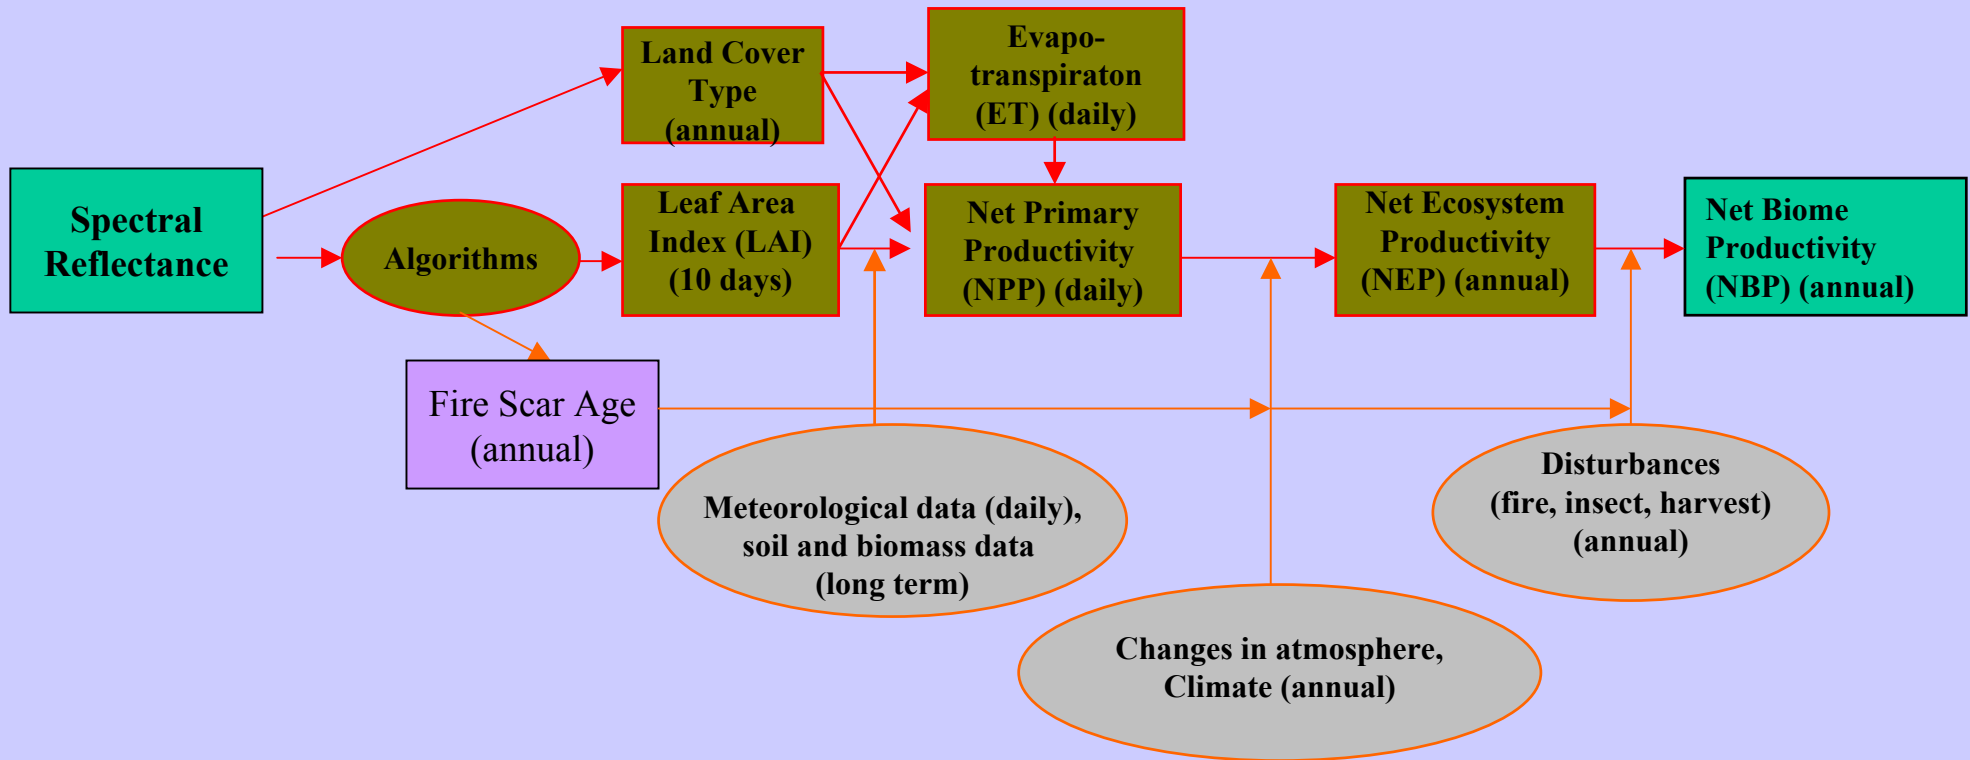 Land Cover
Type
(annual)
Evapo-
transpiraton
(ET) (daily)
Spectral
Reflectance
Algorithms
Leaf Area
Index (LAI)
(10 days)
Net Primary
Productivity
(NPP) (daily)
Net Ecosystem
Productivity
(NEP) (annual)
Net Biome
Productivity
(NBP) (annual)
Fire Scar Age
(annual)
Meteorological data (daily),
soil and biomass data
(long term)
Disturbances
(fire, insect, harvest)
(annual)
Changes in atmosphere,
Climate (annual)